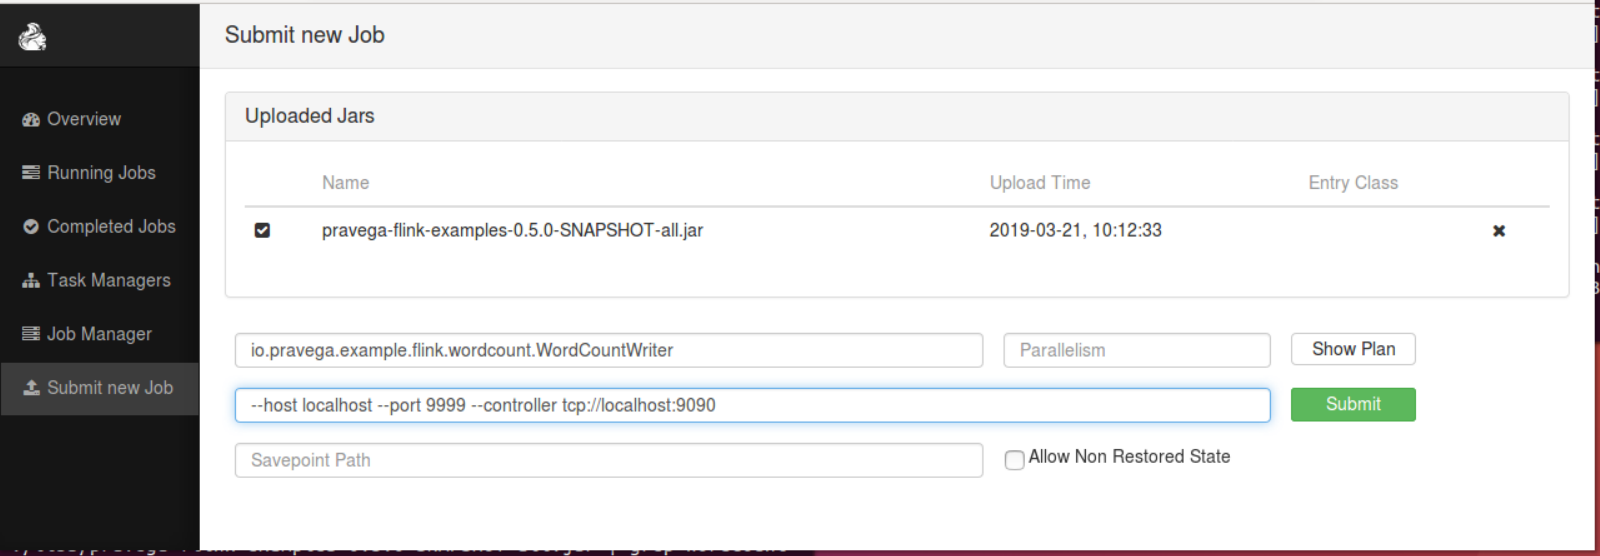 Submit new Job
Overview
Running Jobs
Completed Jobs
Task Managers
Job Manager
Submit new Job
Uploaded Jars
Name Upload Time Entry Class
pravega-flink-examples-0.5.0-SNAPSHOT-all.jar 2019-03-21, 10:12:33
io.pravega.example.flink.wordcount.WordCountWriter Parallelism Show Plan
--host localhost --port 9999 --controller tcp://localhost:9090 Submit
Savepoint Path Allow Non Restored State